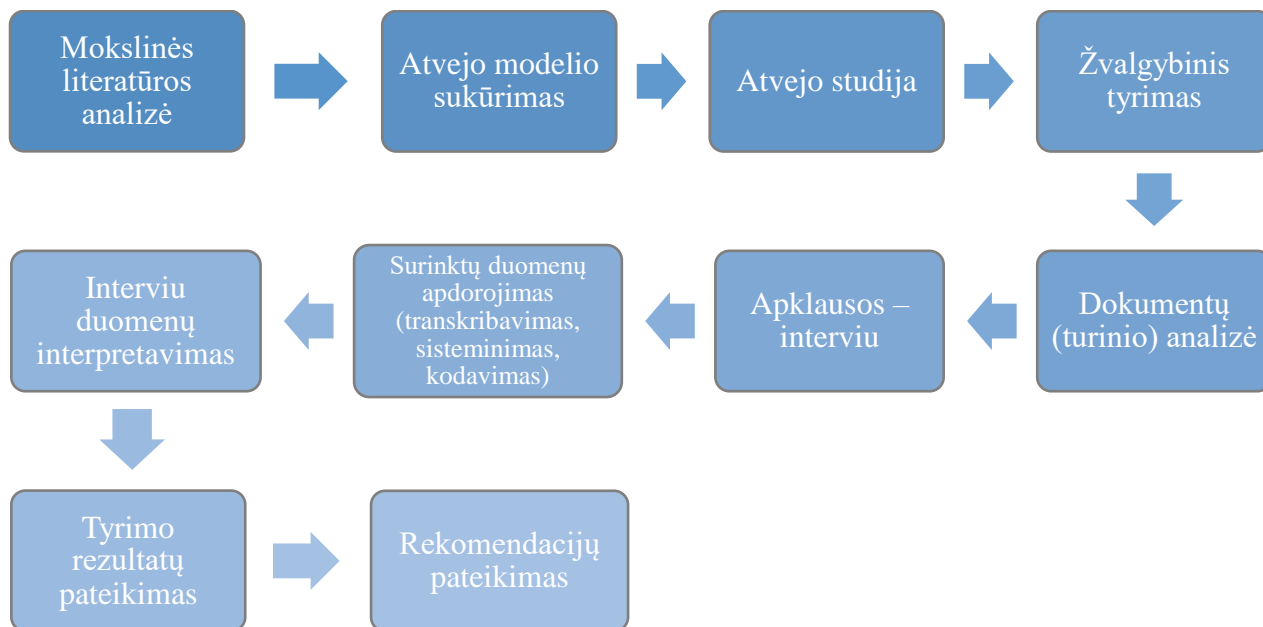 Mokslinės
literatūros
analizė
Atvejo modelio
sukūrimas
Atvejo studija
Žvalgybinis
tyrimas
Dokumentų
(turinio) analizė
Apklausos –
interviu
Surinktų duomenų
apdorojimas
(transkribavimas,
sisteminimas,
kodavimas)
Interviu
duomenų
interpretavimas
Tyrimo
rezultatų
pateikimas
Rekomendacijų
pateikimas